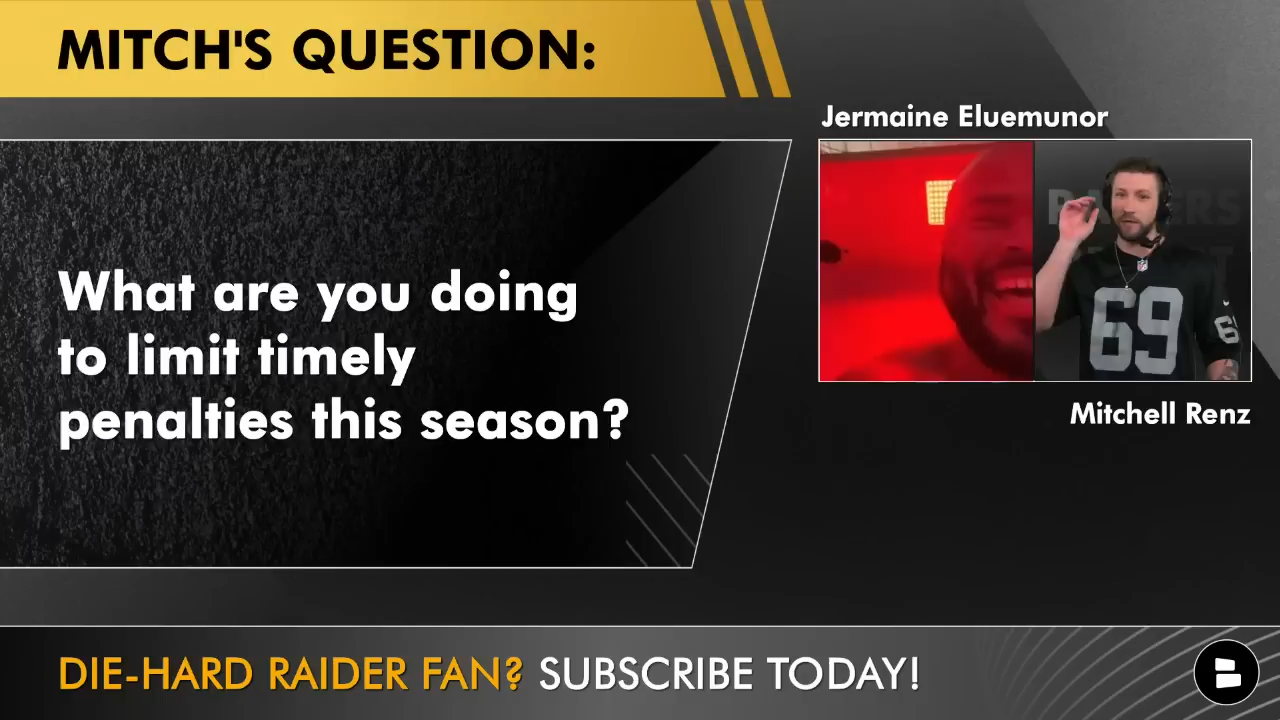 MITCH'S QUESTION:
Jermaine Eluemunor
What are you doing
to limit timely
penalties this season?
69
Mitchell Renz
DIE-HARD RAIDER FAN? SUBSCRIBE TODAY!